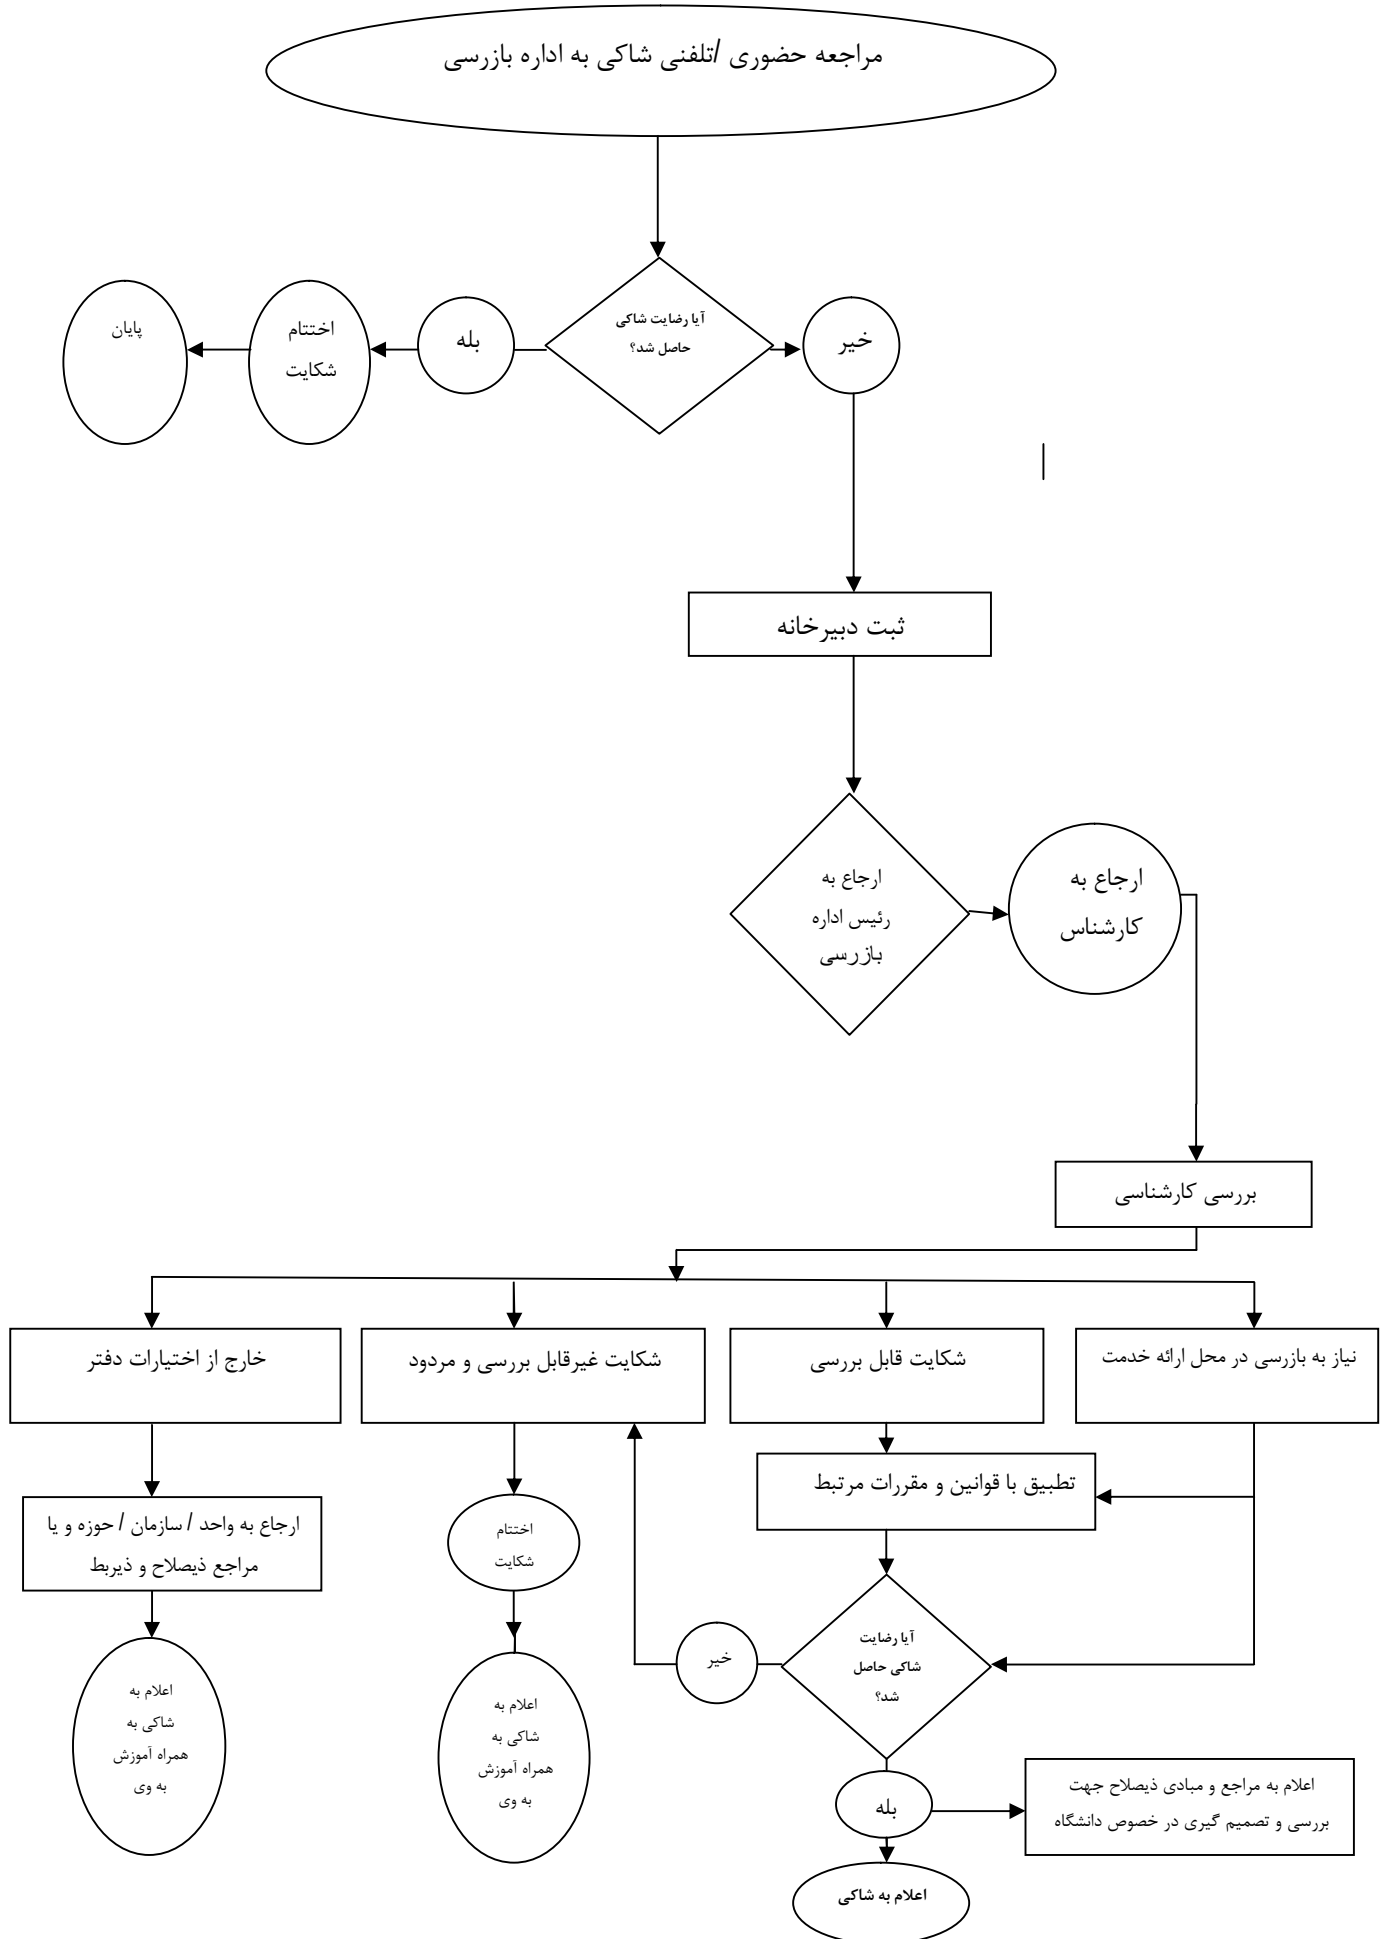 مراجعه حضوری /تلفنی شاکی به اداره بازرسی
آیا رضایت شاکی
حاصل شد؟
خیر
بله
اختتام
شکایت
پایان
ثبت دبیرخانه
ارجاع به
رئیس اداره
بازرسی
ارجاع به
کارشناس
بررسی کارشناسی
نیاز به بازرسی در محل ارائه خدمت
شکایت قابل بررسی
شکایت غیرقابل بررسی و مردود
خارج از اختیارات دفتر
تطبیق با قوانین و مقررات مرتبط
اختتام
شکایت
ارجاع به واحد / سازمان / حوزه و یا
مراجع ذیصلاح و ذیربط
آیا رضایت
شاکی حاصل
شد؟
خیر
اعلام به
شاکی به
همراه آموزش
به وی
اعلام به
شاکی به
همراه آموزش
به وی
بله
اعلام به مراجع و مبادی ذیصلاح جهت
بررسی و تصمیم گیری در خصوص دانشگاه
اعلام به شاکی